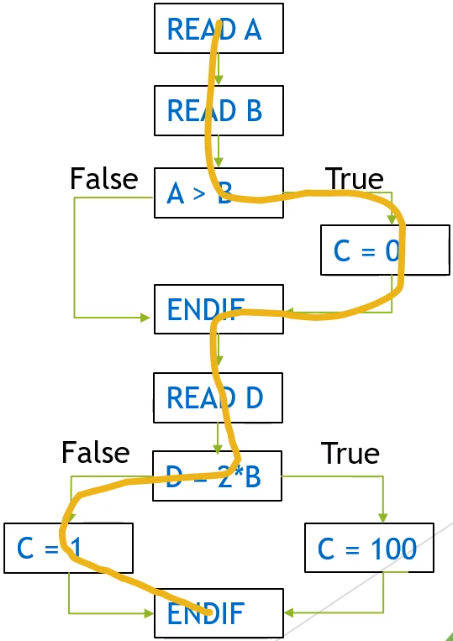 READ A
READ B
False
True
A > B
C = 0
ENDIF
READ D
False
True
D = 2*B
C = 1
C = 100
ENDIF